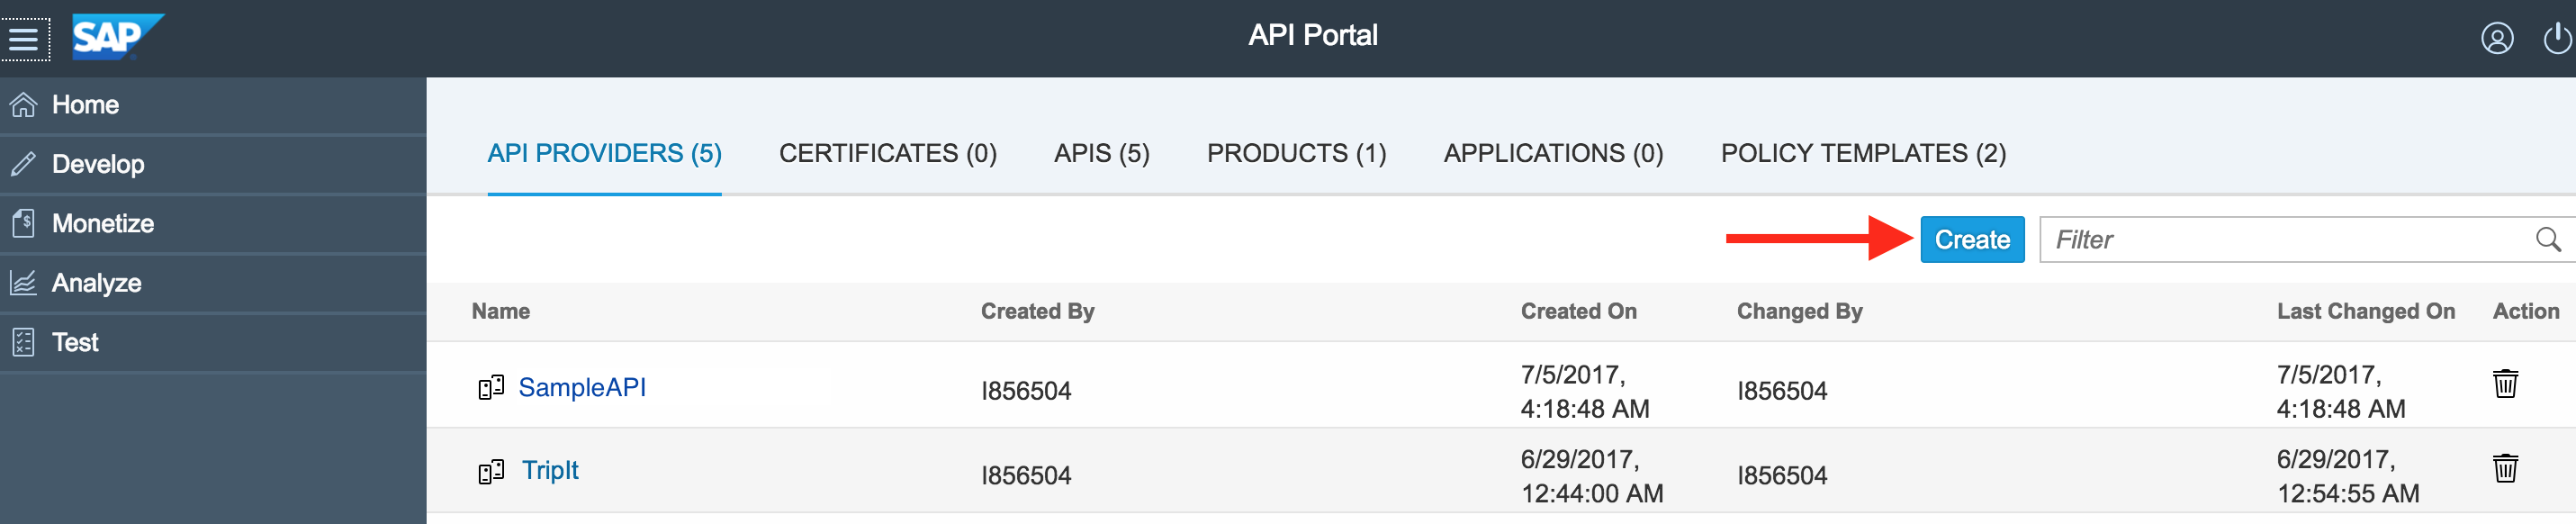 SAP
API Portal
Home
Develop
Monetize
Analyze
Test
API PROVIDERS (5) CERTIFICATES (0) APIS (5) PRODUCTS (1) APPLICATIONS (0) POLICY TEMPLATES (2)
Create Filter
Name Created By Created On Changed By Last Changed On Action
SampleAPI I856504 7/5/2017, I856504 7/5/2017,
4:18:48 AM 4:18:48 AM
TripIt I856504 6/29/2017, I856504 6/29/2017,
12:44:00 AM 12:54:55 AM